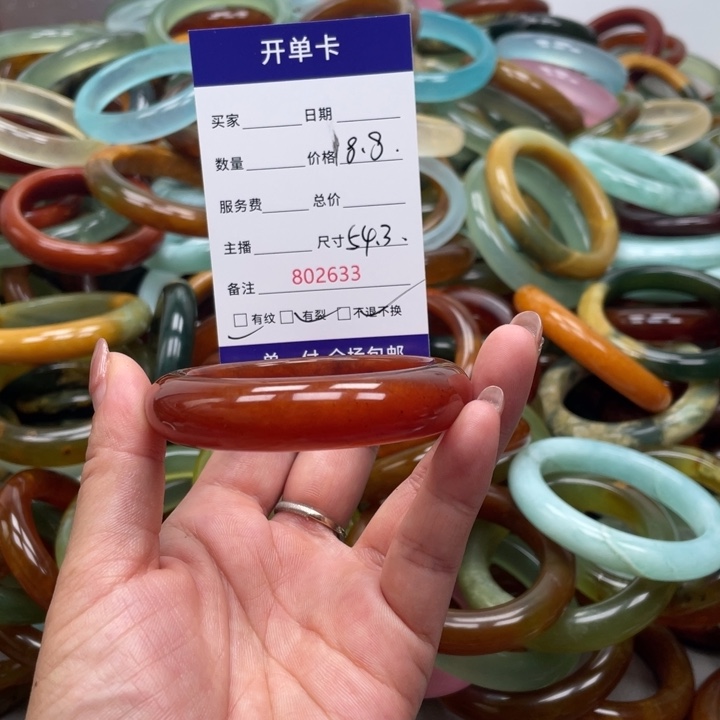 开单卡
买家 日期
数量 价格 8.8.
服务费 总价
主播 尺寸 54.3.
备注 802633
□有纹 □有裂 □不退不换